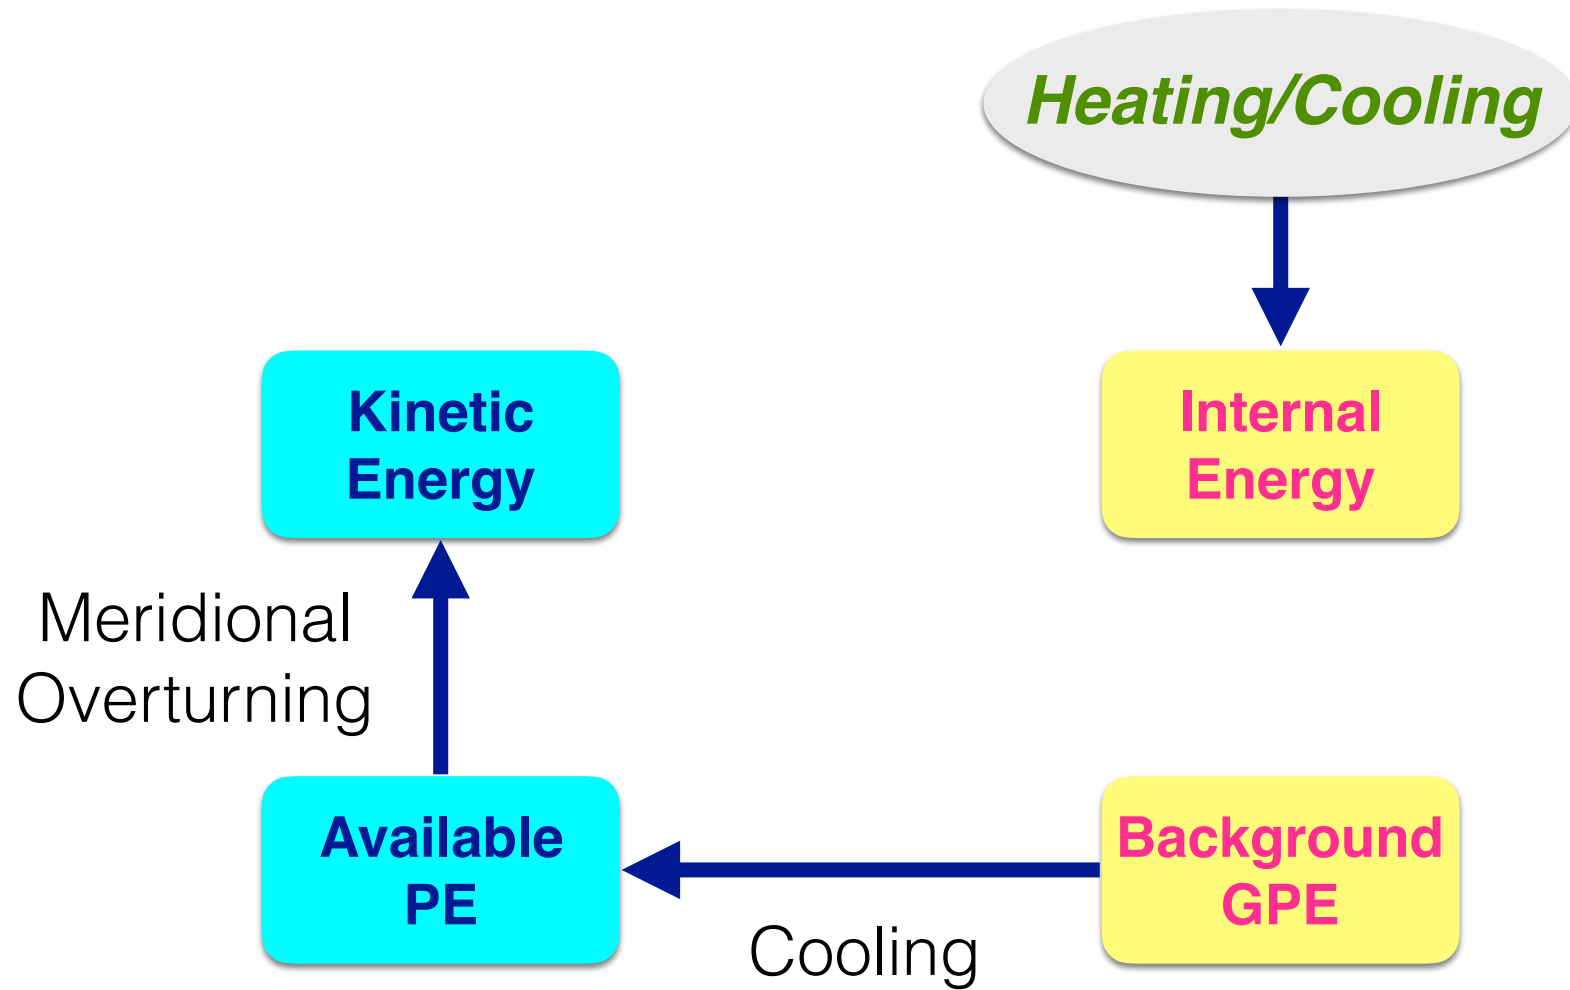 Heating/Cooling
Kinetic
Energy
Internal
Energy
Meridional
Overturning
Available
PE
Background
GPE
Cooling